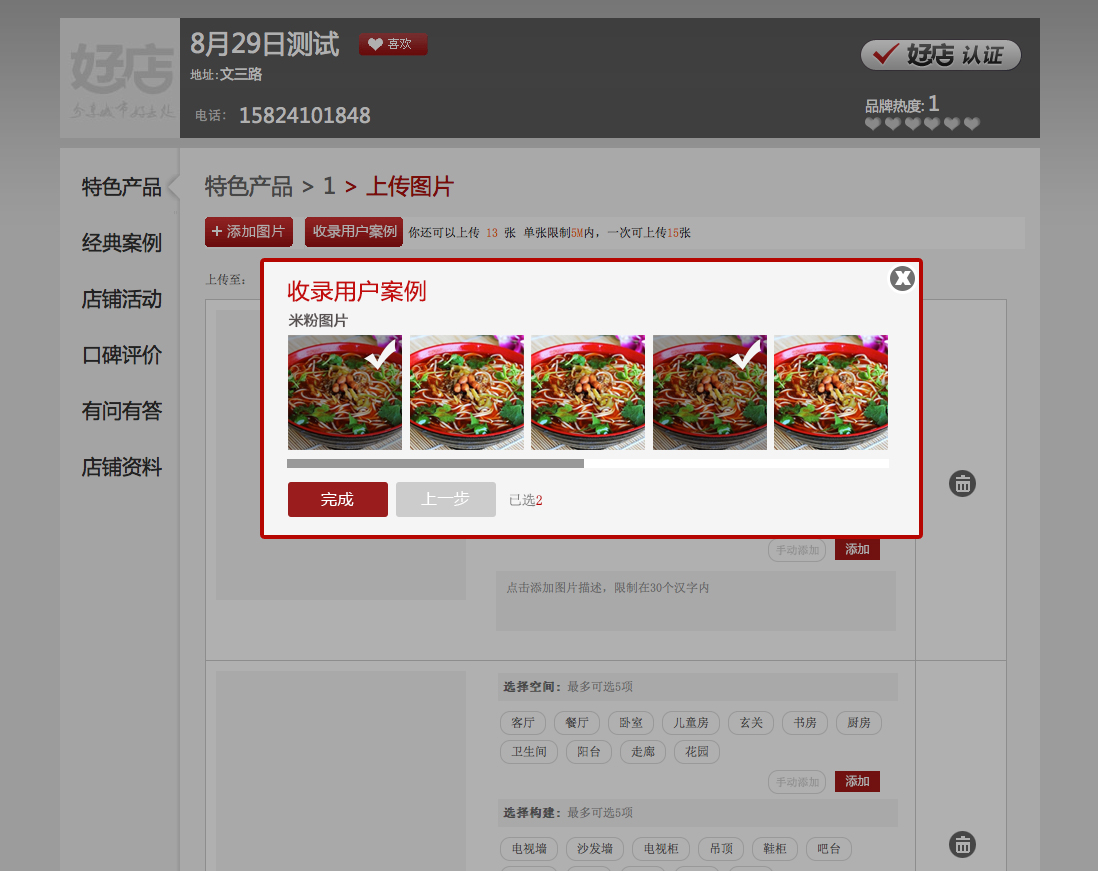 好店
8月29日测试 喜欢
地址:文三路
电话: 15824101848
好店 认证
品牌热度:1
特色产品
经典案例
店铺活动
口碑评价
有问有答
店铺资料
特色产品 > 1 > 上传图片
+ 添加图片 收录用户案例 你还可以上传 13 张 单张限制5M内，一次可上传15张
上传至:
收录用户案例
X
米粉图片
完成 上一步 已选2
手动添加 添加
点击添加图片描述，限制在30个汉字内
选择空间: 最多可选5项
客厅 餐厅 卧室 儿童房 玄关 书房 厨房
卫生间 阳台 走廊 花园
手动添加 添加
选择构建: 最多可选5项
电视墙 沙发墙 电视柜 吊顶 鞋柜 吧台